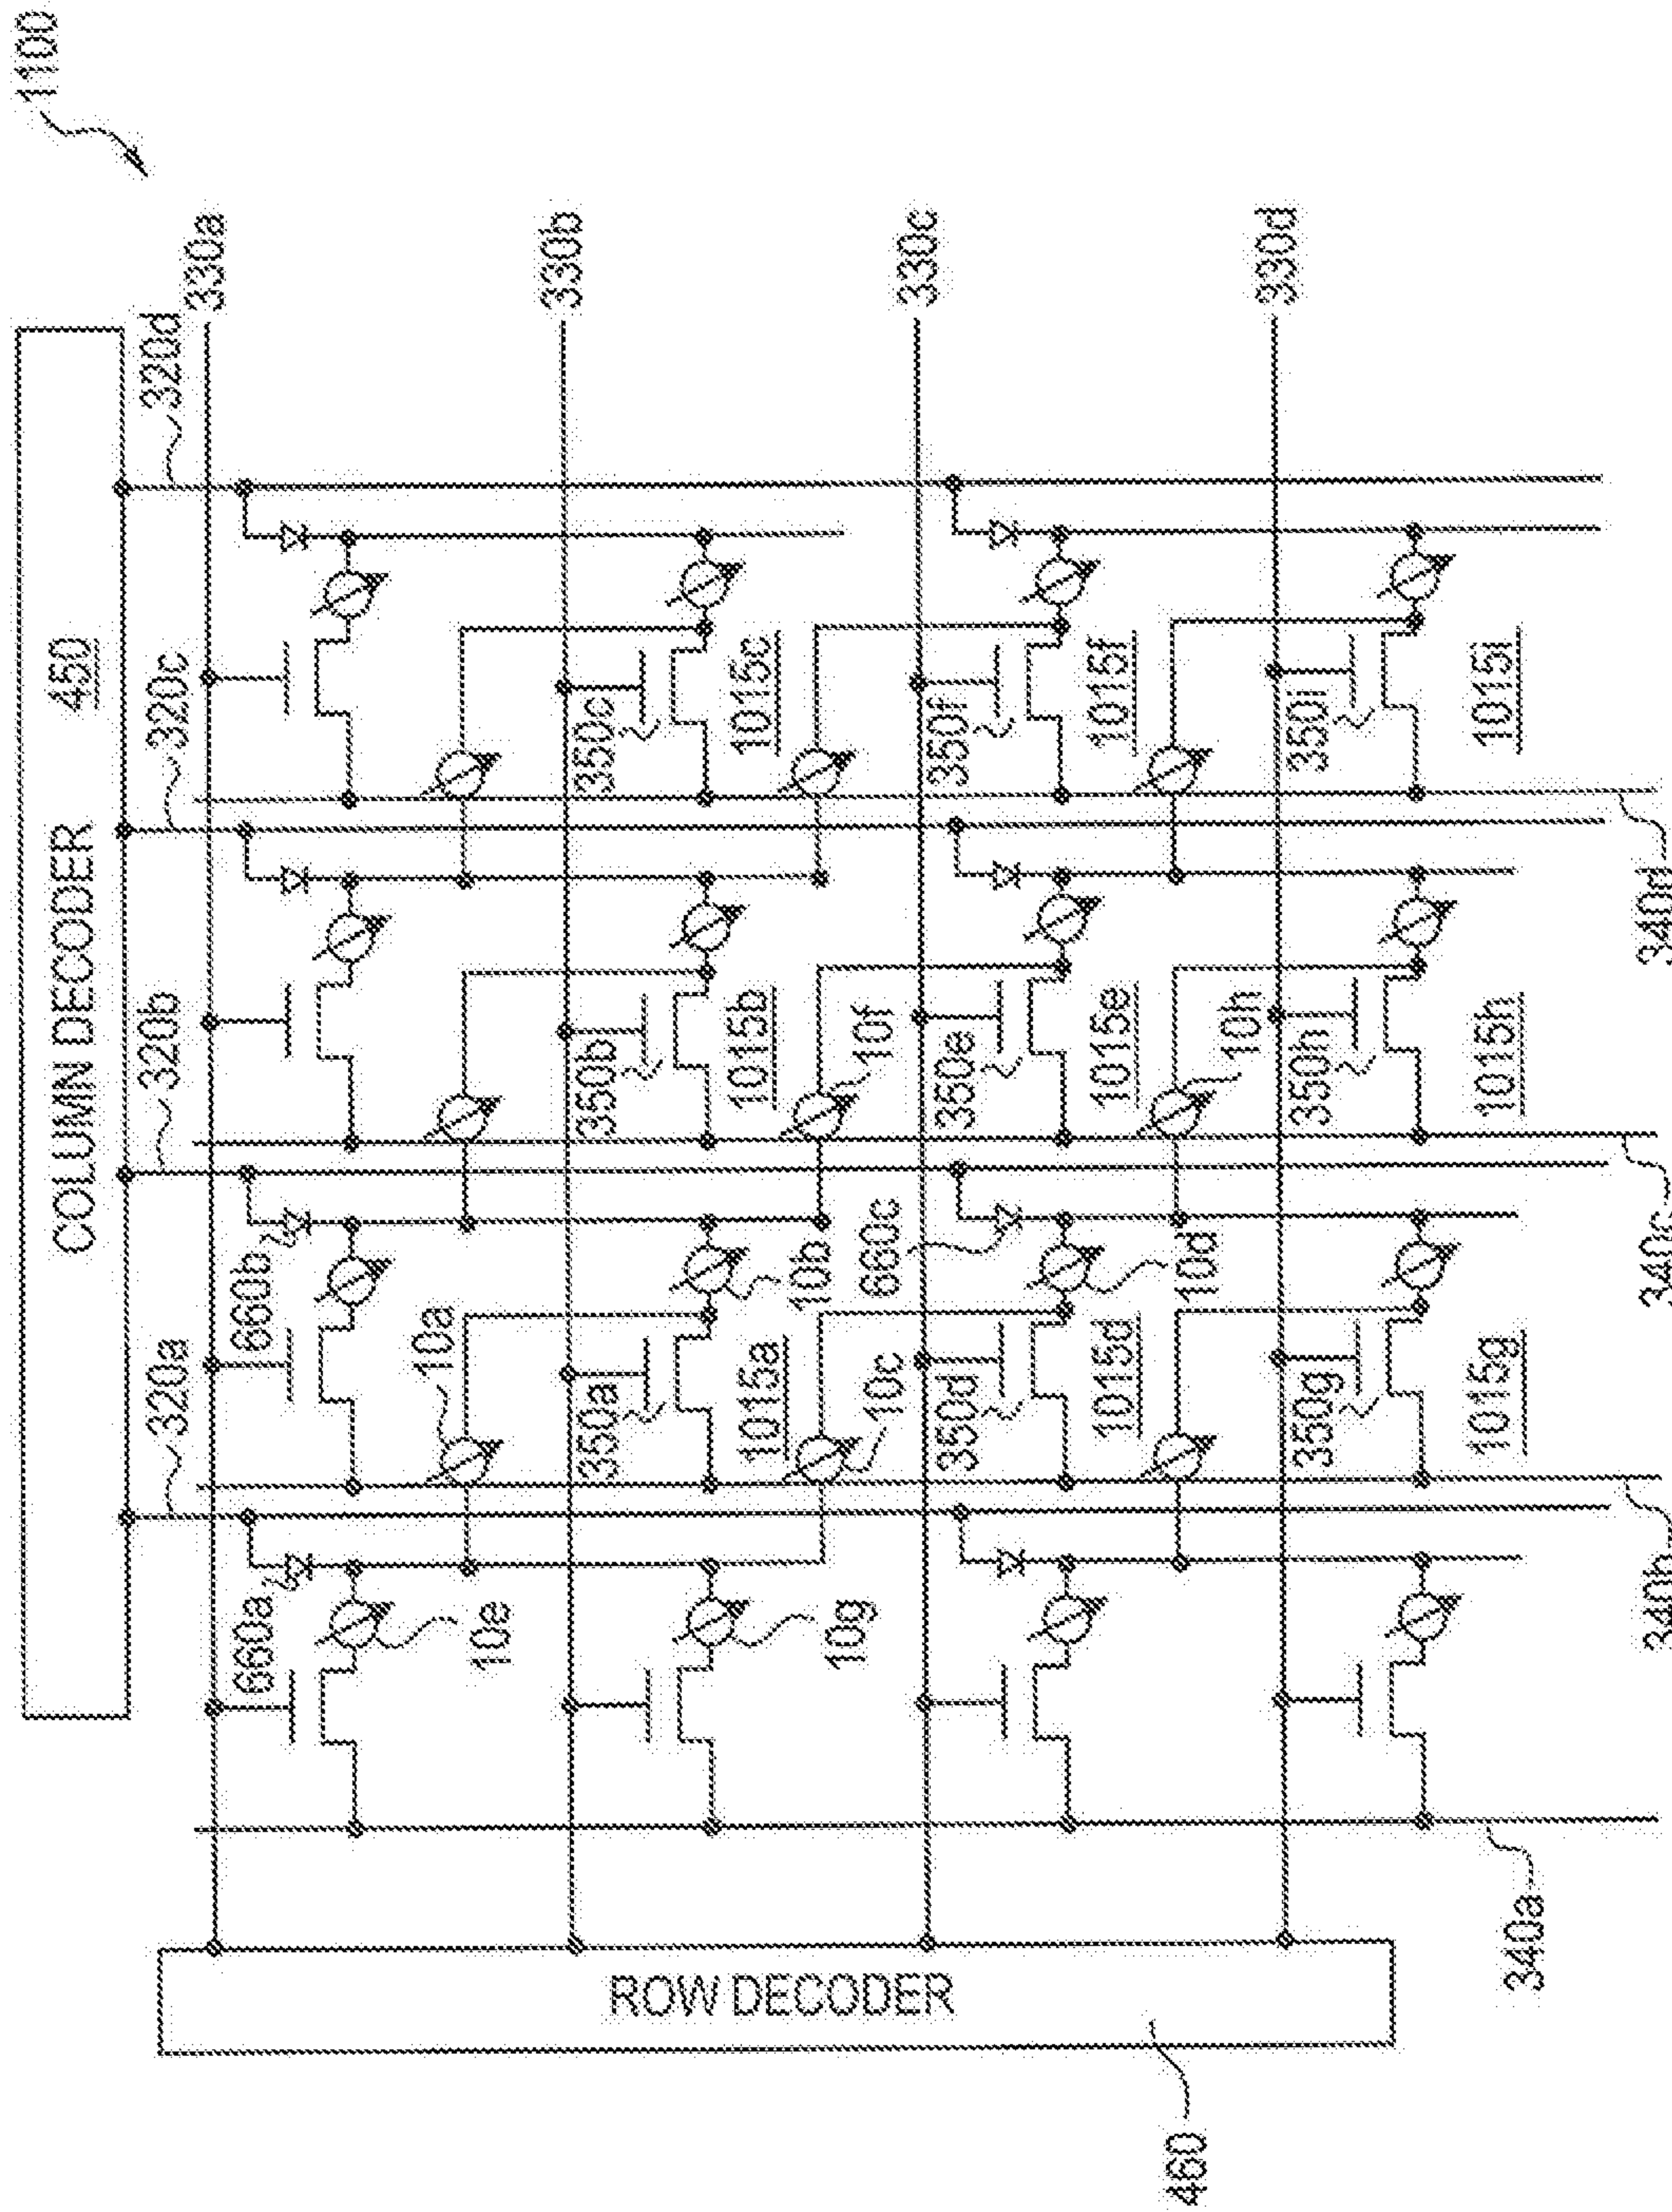 1100
COLUMN DECODER
450
320a
320b
320c
320d
330a
660a
660b
10e
10a
330b
350a
350b
350c
10g
1015a
10b
1015b
1015c
10c
660c
10f
330c
350d
350e
350f
1015d
10d
1015e
1015f
10h
330d
350g
350h
350i
1015g
1015h
1015i
ROW DECODER
460
340a
340b
340c
340d